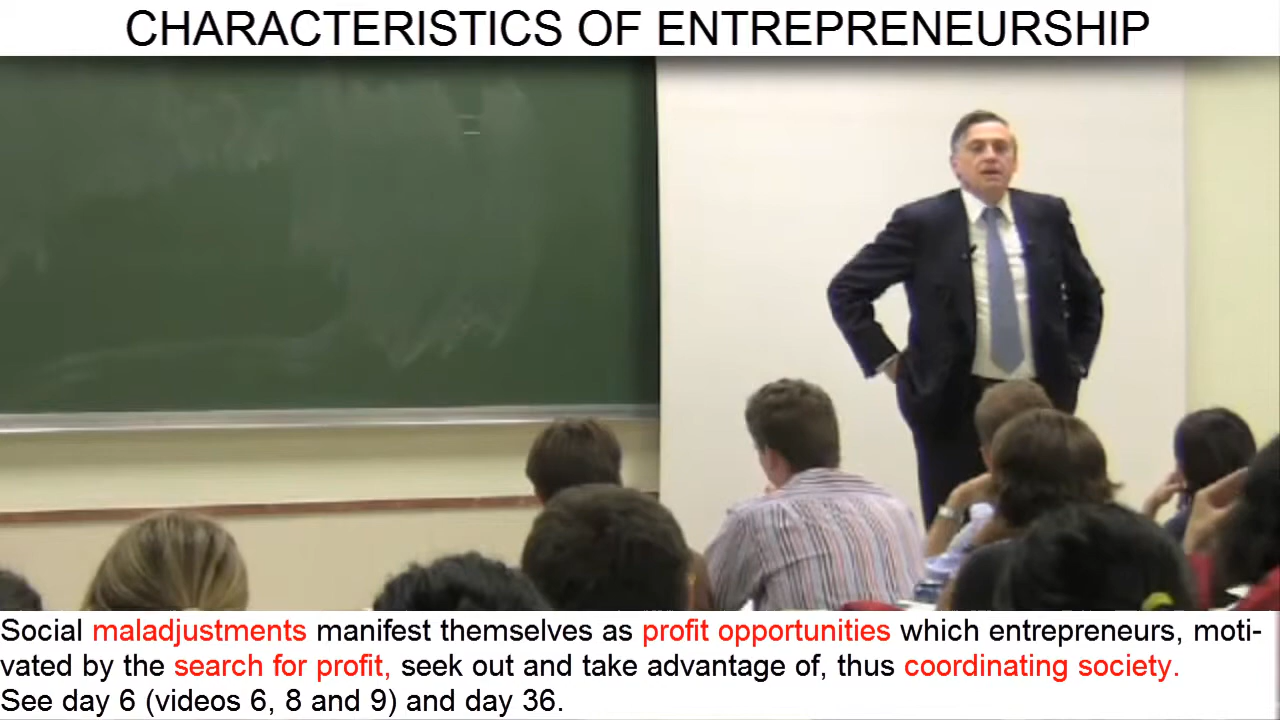 CHARACTERISTICS OF ENTREPRENEURSHIP
Social maladjustments manifest themselves as profit opportunities which entrepreneurs, moti-
vated by the search for profit, seek out and take advantage of, thus coordinating society.
See day 6 (videos 6, 8 and 9) and day 36.